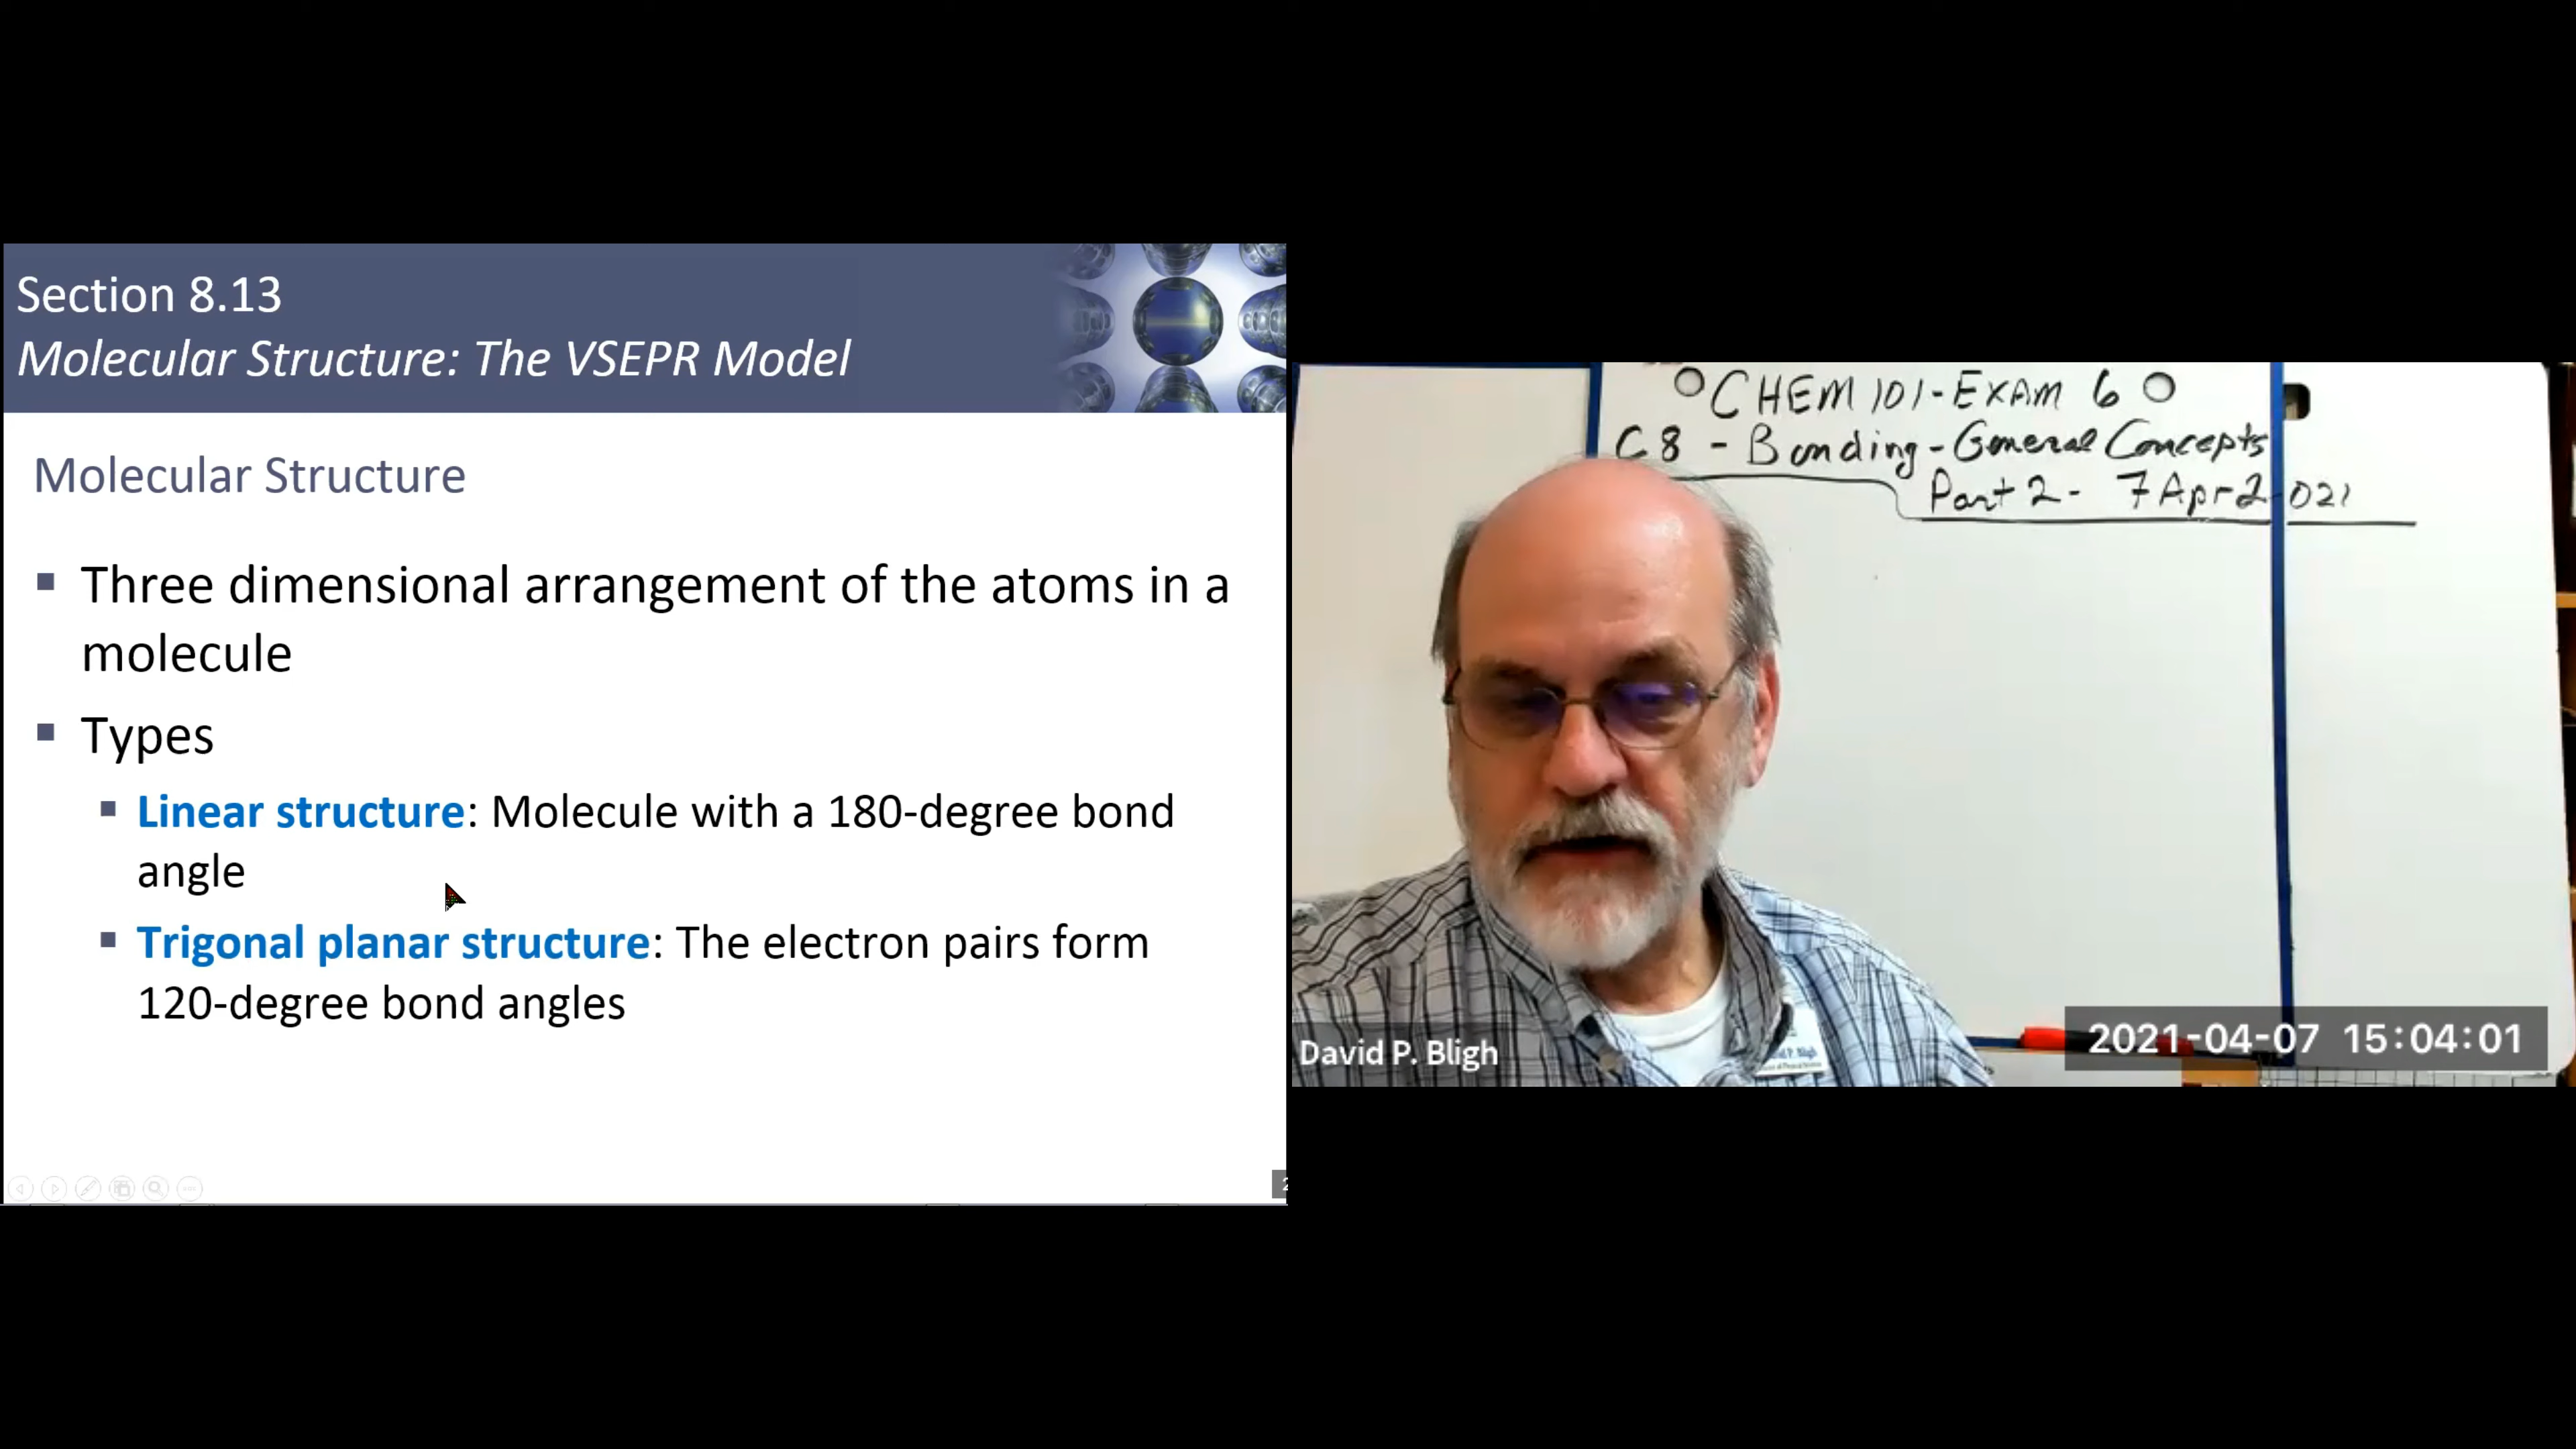 Section 8.13
Molecular Structure: The VSEPR Model
Molecular Structure
Three dimensional arrangement of the atoms in a
molecule
Types
Linear structure: Molecule with a 180-degree bond
angle
Trigonal planar structure: The electron pairs form
120-degree bond angles
CHEM 101-EXAM 6
C8 - Bonding - General Concepts
Part 2 - 7 Apr 2021
David P. Bligh
2021-04-07 15:04:01